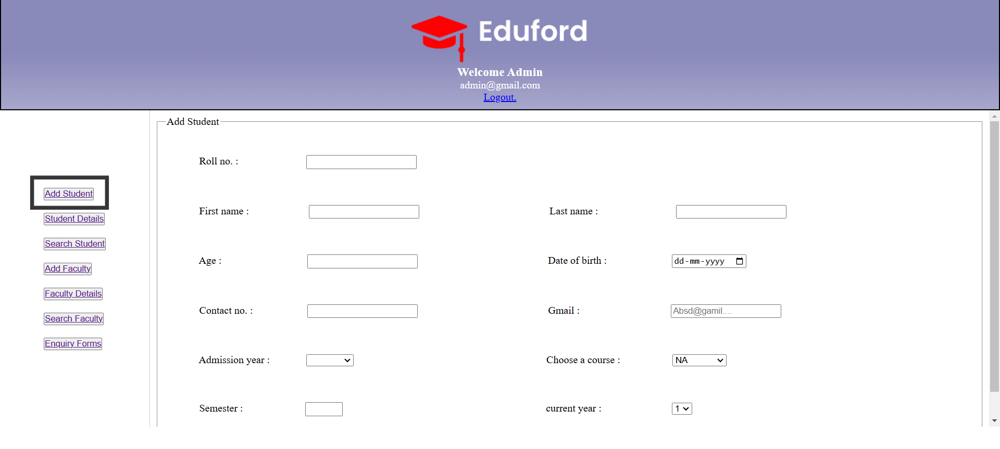 Eduford
Welcome Admin
admin@gmail.com
Logout.
Add Student
Student Details
Search Student
Add Faculty
Faculty Details
Search Faculty
Enquiry Forms
Add Student
Roll no. :
First name :
Last name :
Age :
Date of birth : dd-mm-yyyy
Contact no. :
Gmail : Absd@gamil....
Admission year :
Choose a course : NA
Semester :
current year : 1